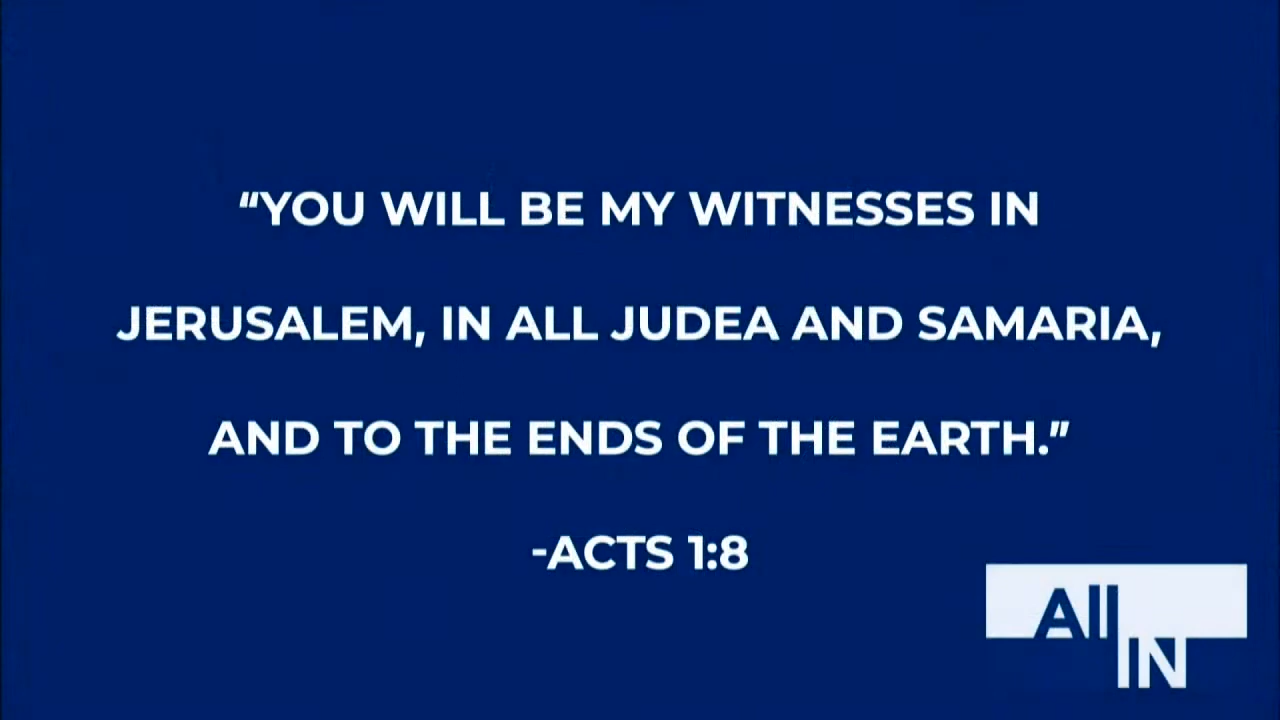 “YOU WILL BE MY WITNESSES IN
JERUSALEM, IN ALL JUDEA AND SAMARIA,
AND TO THE ENDS OF THE EARTH.”
-ACTS 1:8
All
IN